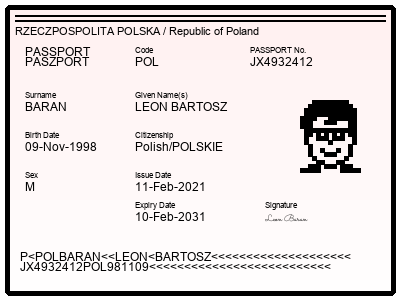 RZECZPOSPOLITA POLSKA / Republic of Poland
PASSPORT Code PASSPORT No.
PASZPORT POL JX4932412
Surname Given Name(s)
BARAN LEON BARTOSZ
Birth Date Citizenship
09-Nov-1998 Polish/POLSKIE
Sex Issue Date
M 11-Feb-2021
Expiry Date Signature
10-Feb-2031 Leon Baran
P<POLBARAN<<LEON<BARTOSZ<<<<<<<<<<<<<<<<<<<<
JX4932412POL981109<<<<<<<<<<<<<<<<<<<<<<<<<<